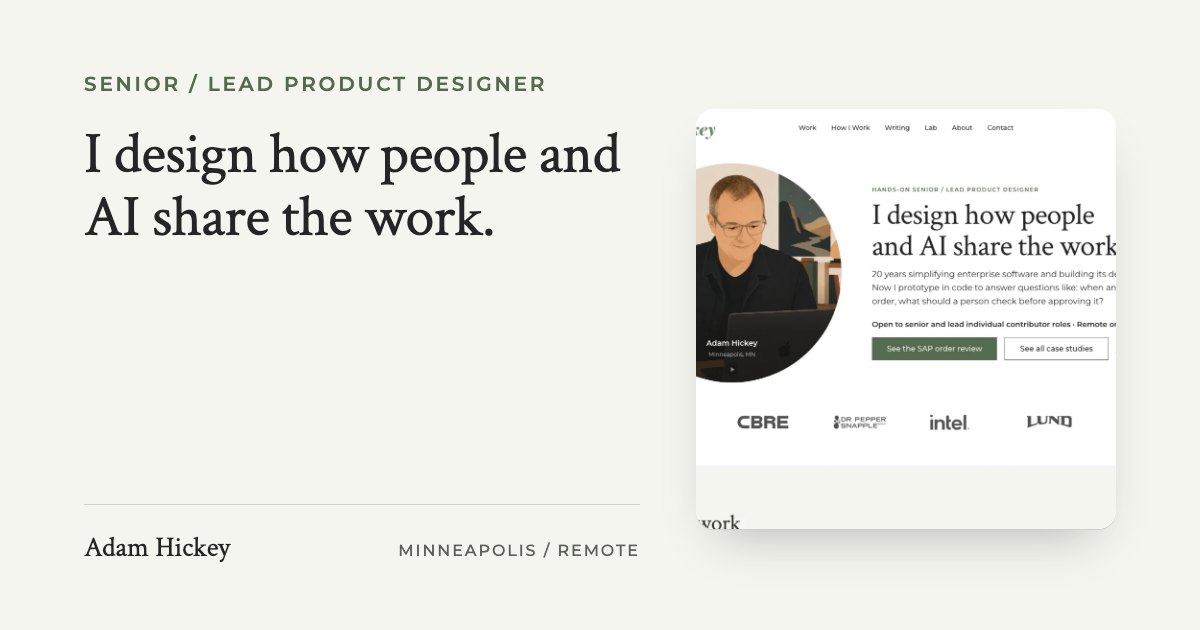 SENIOR / LEAD PRODUCT DESIGNER
I design how people and
AI share the work.
Adam Hickey
MINNEAPOLIS / REMOTE
key
Work How I Work Writing Lab About Contact
HANDS-ON SENIOR / LEAD PRODUCT DESIGNER
I design how people
and AI share the work
20 years simplifying enterprise software and building its de
Now I prototype in code to answer questions like: when an
order, what should a person check before approving it?
Open to senior and lead individual contributor roles · Remote or
See the SAP order review See all case studies
Adam Hickey
Minneapolis, MN
CBRE DR PEPPER SNAPPLE intel. LUND
work